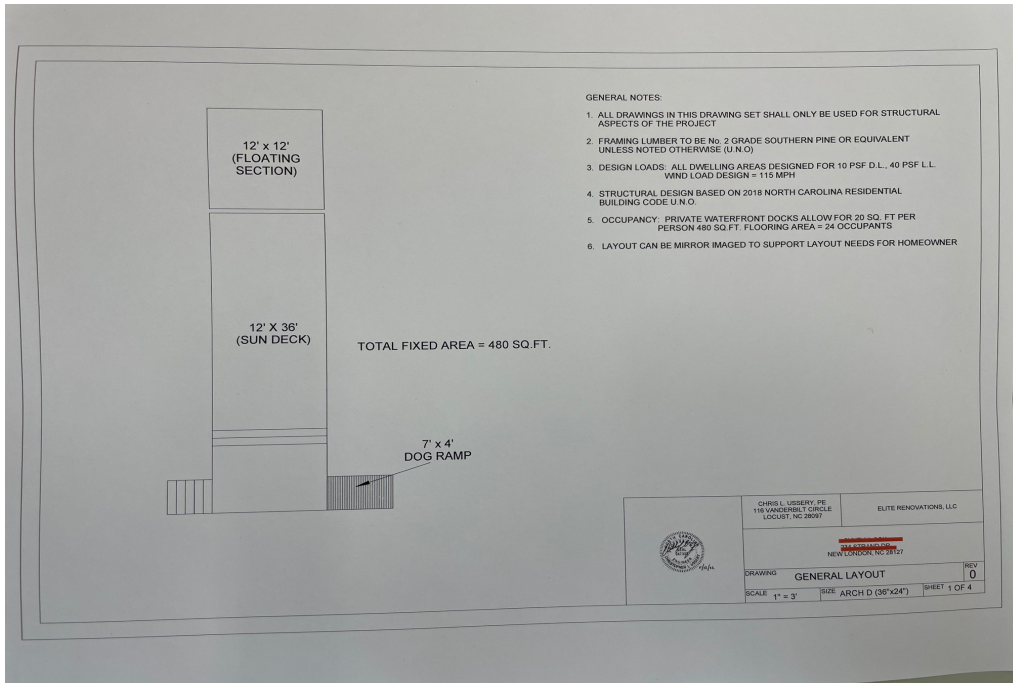 12' x 12'
(FLOATING
SECTION)
12' X 36'
(SUN DECK)
TOTAL FIXED AREA = 480 SQ.FT.
7' x 4'
DOG RAMP
GENERAL NOTES:
1. ALL DRAWINGS IN THIS DRAWING SET SHALL ONLY BE USED FOR STRUCTURAL
ASPECTS OF THE PROJECT
2. FRAMING LUMBER TO BE No. 2 GRADE SOUTHERN PINE OR EQUIVALENT
UNLESS NOTED OTHERWISE (U.N.O)
3. DESIGN LOADS: ALL DWELLING AREAS DESIGNED FOR 10 PSF D.L., 40 PSF L.L.
WIND LOAD DESIGN = 115 MPH
4. STRUCTURAL DESIGN BASED ON 2018 NORTH CAROLINA RESIDENTIAL
BUILDING CODE U.N.O.
5. OCCUPANCY: PRIVATE WATERFRONT DOCKS ALLOW FOR 20 SQ. FT PER
PERSON 480 SQ.FT. FLOORING AREA = 24 OCCUPANTS
6. LAYOUT CAN BE MIRROR IMAGED TO SUPPORT LAYOUT NEEDS FOR HOMEOWNER
CHRIS L. USSERY, PE
116 VANDERBILT CIRCLE
LOCUST, NC 28097
ELITE RENOVATIONS, LLC
NEW LONDON, NC 28127
DRAWING GENERAL LAYOUT
REV
0
SCALE 1" = 3'
SIZE ARCH D (36"x24")
SHEET 1 OF 4